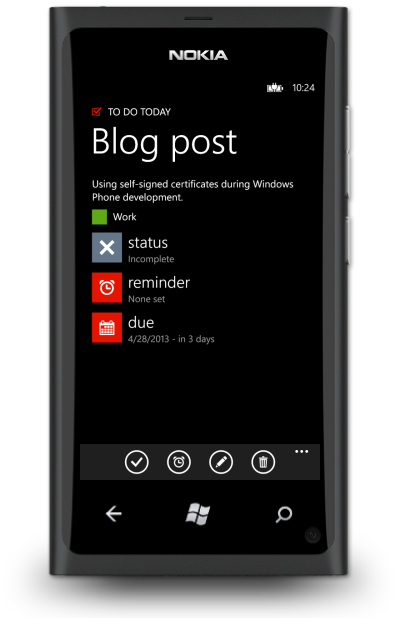 NOKIA
10:24
TO DO TODAY
Blog post
Using self-signed certificates during Windows
Phone development.
Work
status
Incomplete
reminder
None set
due
4/28/2013 - in 3 days